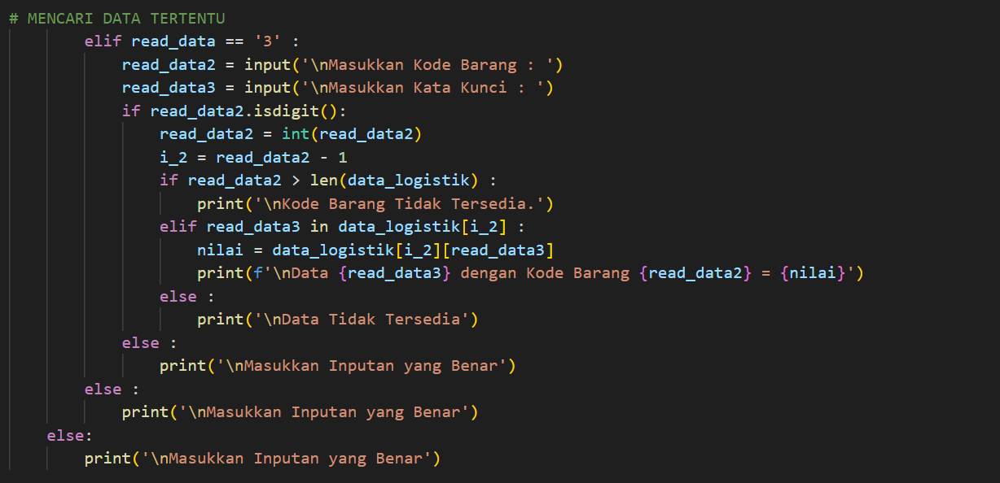 # MENCARI DATA TERTENTU
        elif read_data == '3' :
            read_data2 = input('\nMasukkan Kode Barang : ')
            read_data3 = input('\nMasukkan Kata Kunci : ')
            if read_data2.isdigit():
                read_data2 = int(read_data2)
                i_2 = read_data2 - 1
                if read_data2 > len(data_logistik) :
                    print('\nKode Barang Tidak Tersedia.')
                elif read_data3 in data_logistik[i_2] :
                    nilai = data_logistik[i_2][read_data3]
                    print(f'\nData {read_data3} dengan Kode Barang {read_data2} = {nilai}')
                else :
                    print('\nData Tidak Tersedia')
            else :
                print('\nMasukkan Inputan yang Benar')
        else :
            print('\nMasukkan Inputan yang Benar')
    else:
        print('\nMasukkan Inputan yang Benar')